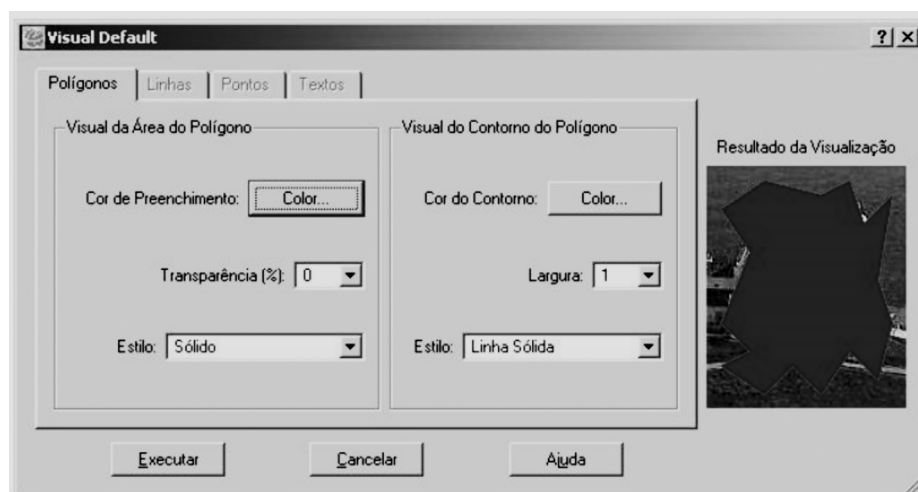 Visual Default
Polígonos Linhas Pontos Textos
Visual da Área do Polígono
Cor de Preenchimento: Color...
Transparência (%): 0
Estilo: Sólido
Visual do Contorno do Polígono
Cor do Contorno: Color...
Largura: 1
Estilo: Linha Sólida
Resultado da Visualização
Executar Cancelar Ajuda